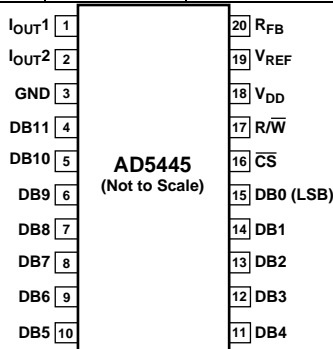 IOUT1 1
IOUT2 2
GND 3
DB11 4
DB10 5
DB9 6
DB8 7
DB7 8
DB6 9
DB5 10
AD5445
(Not to Scale)
20 RFB
19 VREF
18 VDD
17 R/W̅
16 C̅S̅
15 DB0 (LSB)
14 DB1
13 DB2
12 DB3
11 DB4